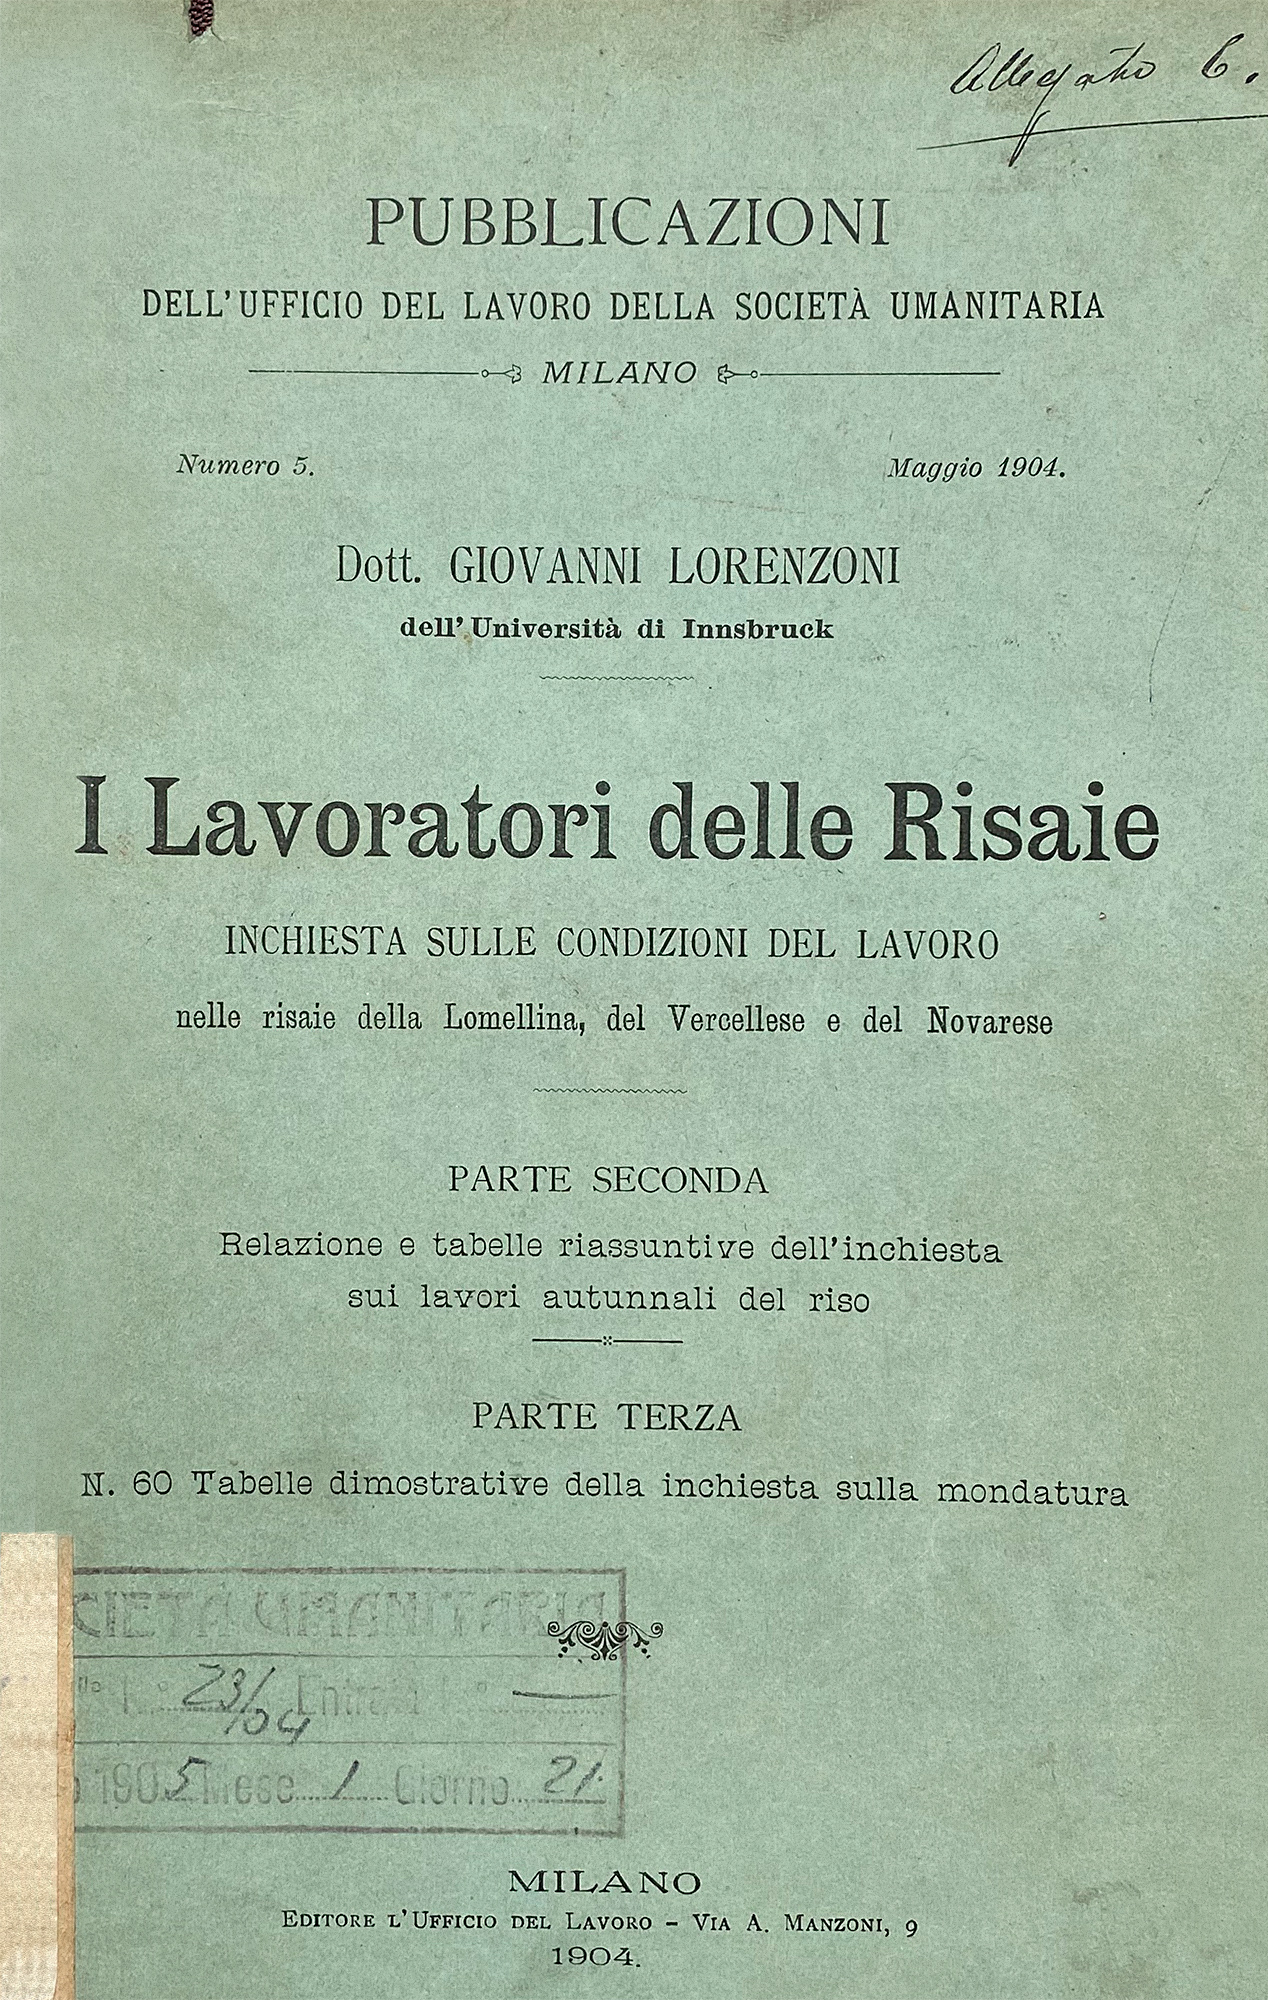 Allegato C.
PUBBLICAZIONI
DELL'UFFICIO DEL LAVORO DELLA SOCIETÀ UMANITARIA
MILANO
Numero 5. Maggio 1904.
Dott. GIOVANNI LORENZONI
dell'Università di Innsbruck
I Lavoratori delle Risaie
INCHIESTA SULLE CONDIZIONI DEL LAVORO
nelle risaie della Lomellina, del Vercellese e del Novarese
PARTE SECONDA
Relazione e tabelle riassuntive dell'inchiesta
sui lavori autunnali del riso
PARTE TERZA
N. 60 Tabelle dimostrative della inchiesta sulla mondatura
CIETÀ UMANITARIA
23/04 Entrata
1905 Mese 1 Giorno 21.
MILANO
EDITORE L'UFFICIO DEL LAVORO - VIA A. MANZONI, 9
1904.